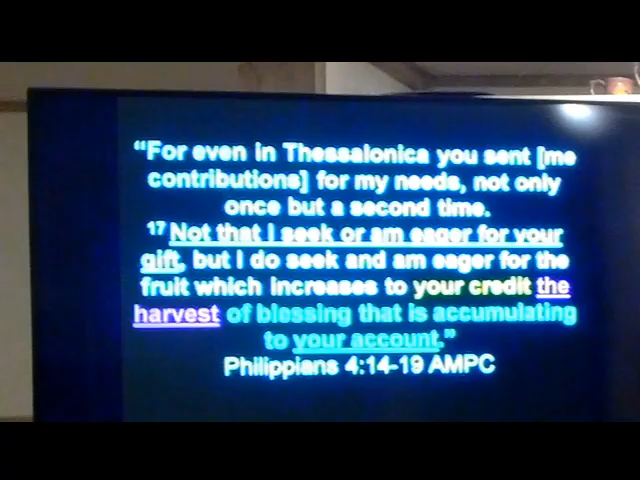 “For even in Thessalonica you sent [me
contributions] for my needs, not only
once but a second time.
17 Not that I seek or am eager for your
gift, but I do seek and am eager for the
fruit which increases to your credit the
harvest of blessing that is accumulating
to your account.”
Philippians 4:14-19 AMPC